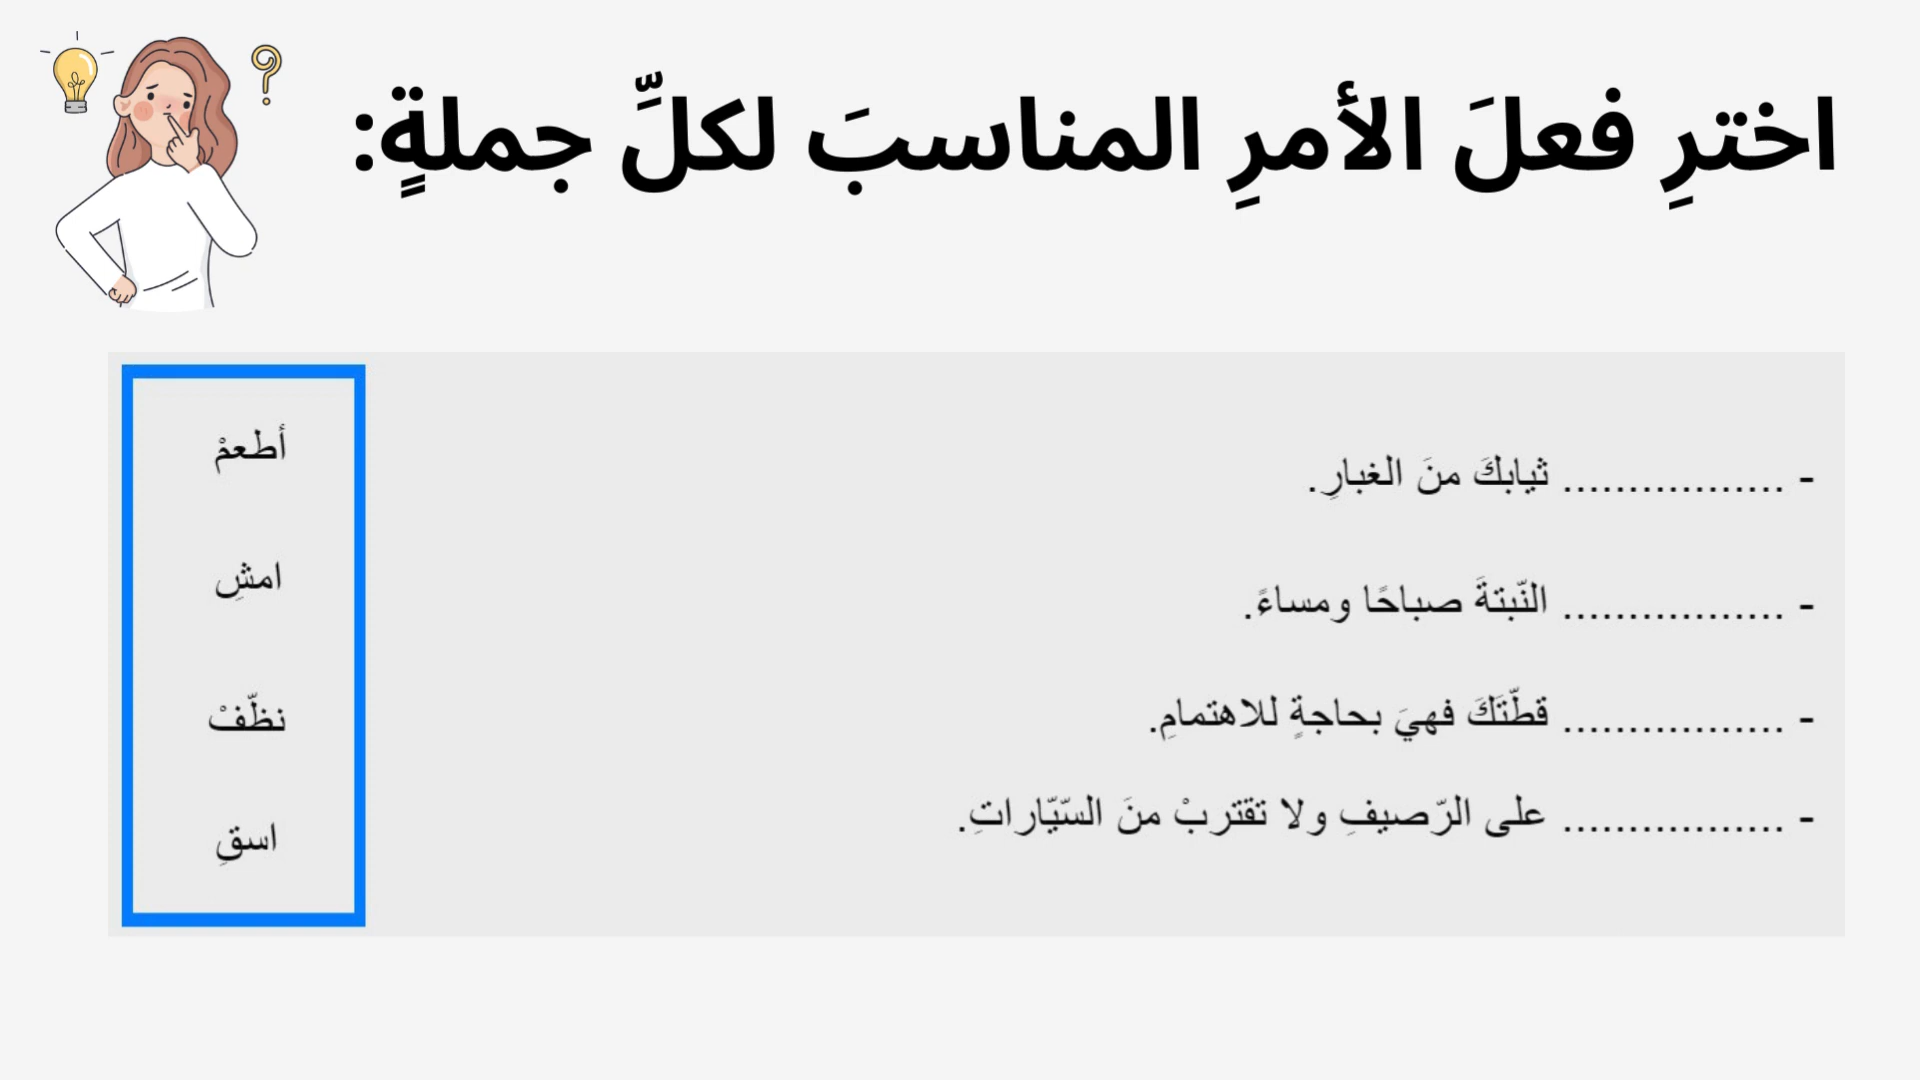 اخترِ فعلَ الأمرِ المناسبَ لكلِّ جملةٍ:
- ................. ثيابكَ منَ الغبارِ.
- ................. النّبتةَ صباحًا ومساءً.
- ................. قطّتَكَ فهيَ بحاجةٍ للاهتمامِ.
- ................. على الرّصيفِ ولا تقتربْ منَ السّيّاراتِ.
أطعمْ
امشِ
نظّفْ
اسقِ